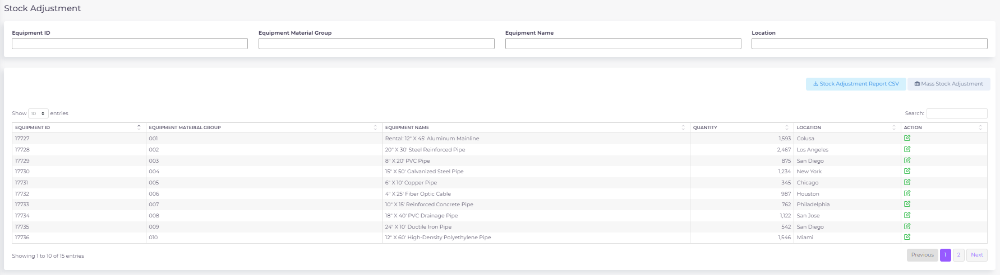 Stock Adjustment
Equipment ID Equipment Material Group Equipment Name Location
Stock Adjustment Report CSV Mass Stock Adjustment
Show 10 entries Search:
EQUIPMENT ID EQUIPMENT MATERIAL GROUP EQUIPMENT NAME QUANTITY LOCATION ACTION
17727 001 Rental: 12" X 45' Aluminum Mainline 1,593 Colusa
17728 002 20" X 30' Steel Reinforced Pipe 2,467 Los Angeles
17729 003 8" X 20' PVC Pipe 875 San Diego
17730 004 15" X 50' Galvanized Steel Pipe 1,234 New York
17731 005 6" X 10' Copper Pipe 345 Chicago
17732 006 4" X 25' Fiber Optic Cable 987 Houston
17733 007 10" X 15' Reinforced Concrete Pipe 762 Philadelphia
17734 008 18" X 40' PVC Drainage Pipe 1,122 San Jose
17735 009 24" X 10' Ductile Iron Pipe 542 San Diego
17736 010 12" X 60' High-Density Polyethylene Pipe 1,546 Miami
Showing 1 to 10 of 15 entries Previous 1 2 Next